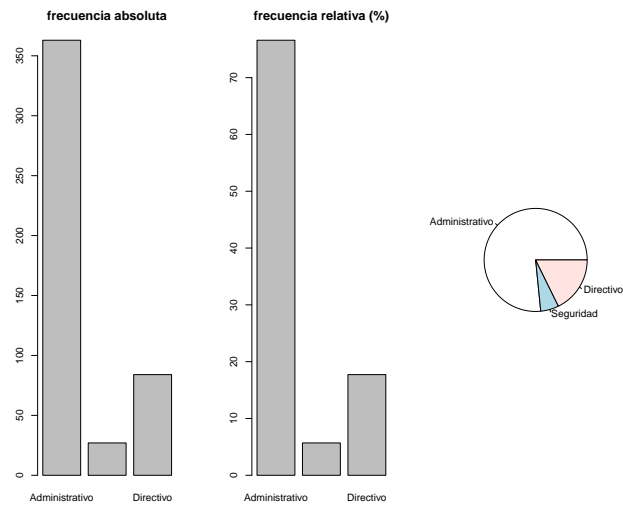 frecuencia absoluta
350
300
250
200
150
100
50
0
Administrativo
Directivo
frecuencia relativa (%)
70
60
50
40
30
20
10
0
Administrativo
Directivo
Administrativo
Directivo
Seguridad